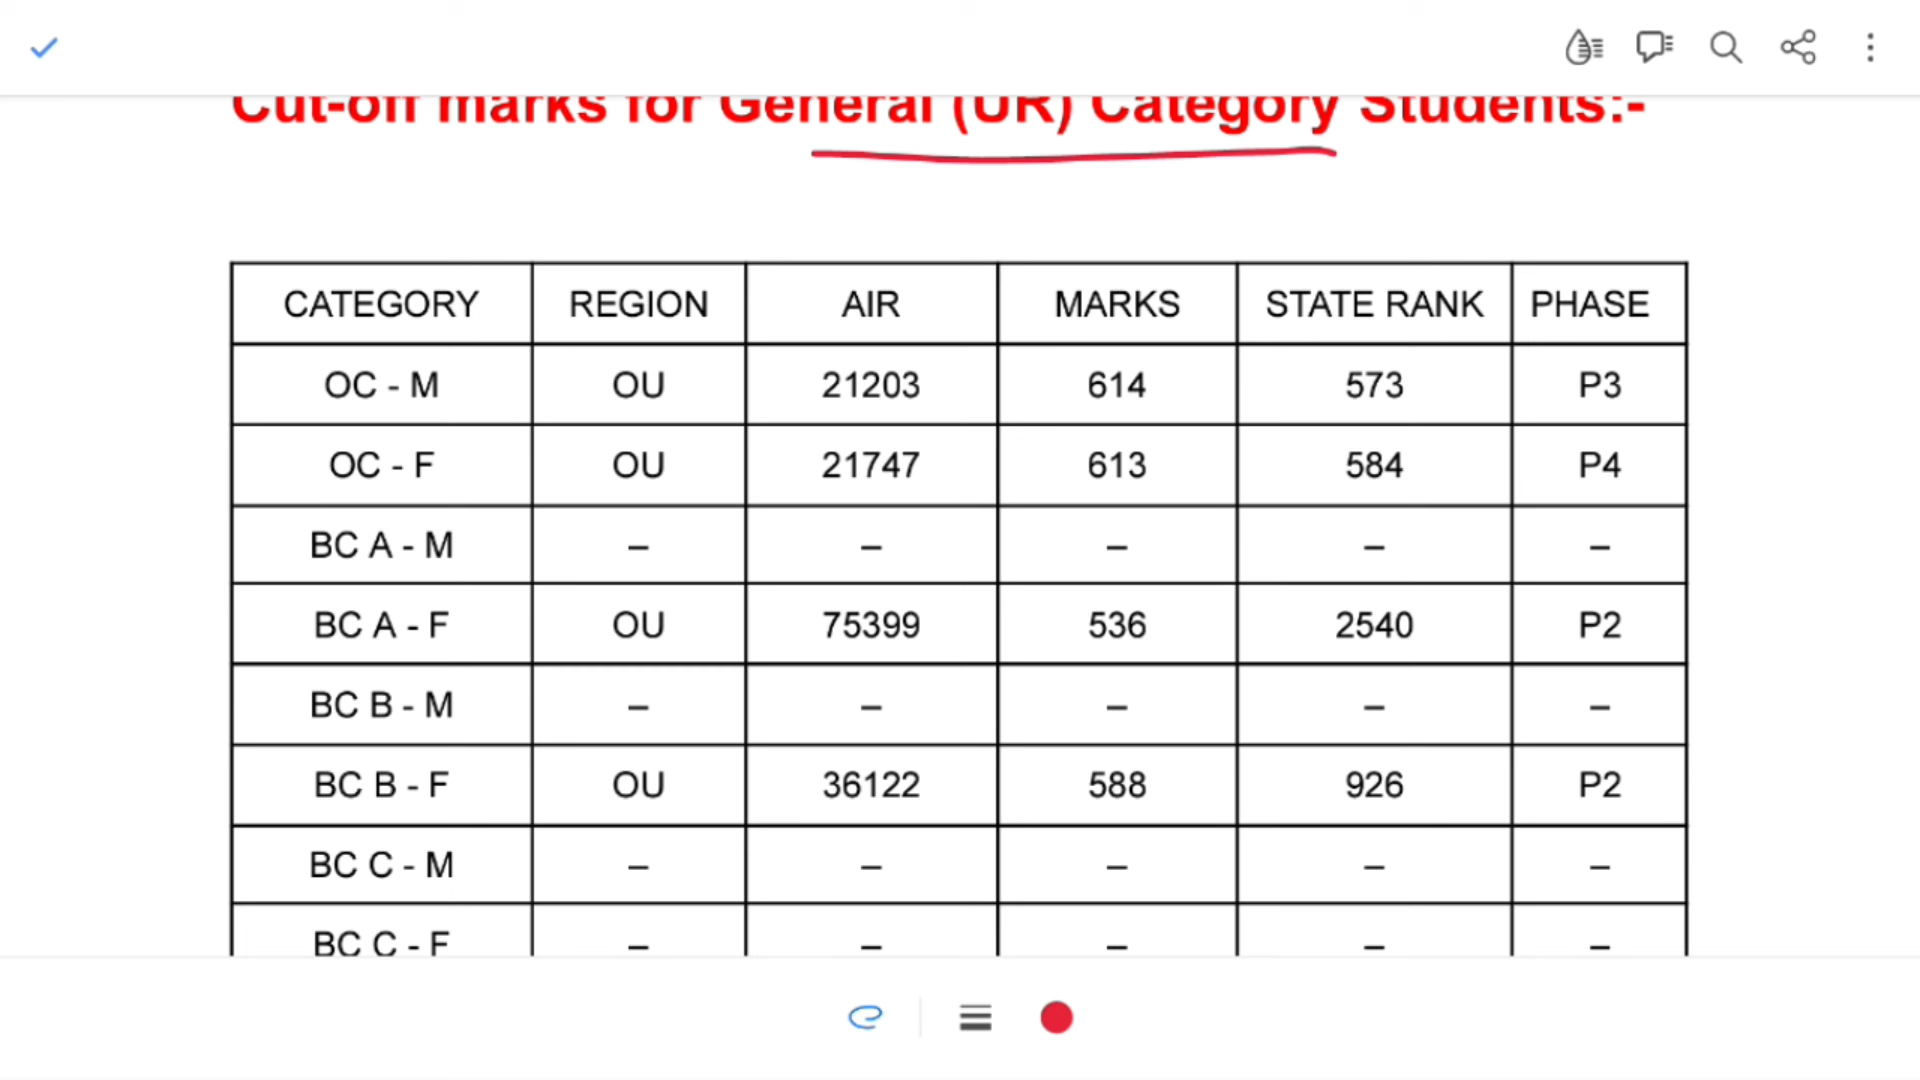 Cut-off marks for General (UR) Category Students:-
CATEGORY REGION AIR MARKS STATE RANK PHASE
OC - M OU 21203 614 573 P3
OC - F OU 21747 613 584 P4
BC A - M – – – – –
BC A - F OU 75399 536 2540 P2
BC B - M – – – – –
BC B - F OU 36122 588 926 P2
BC C - M – – – – –
BC C - F – – – – –